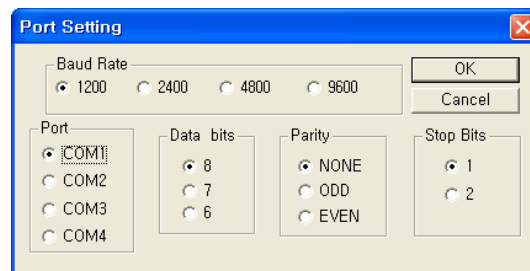 Port Setting
Baud Rate
1200 2400 4800 9600
OK
Cancel
Port
COM1
COM2
COM3
COM4
Data bits
8
7
6
Parity
NONE
ODD
EVEN
Stop Bits
1
2